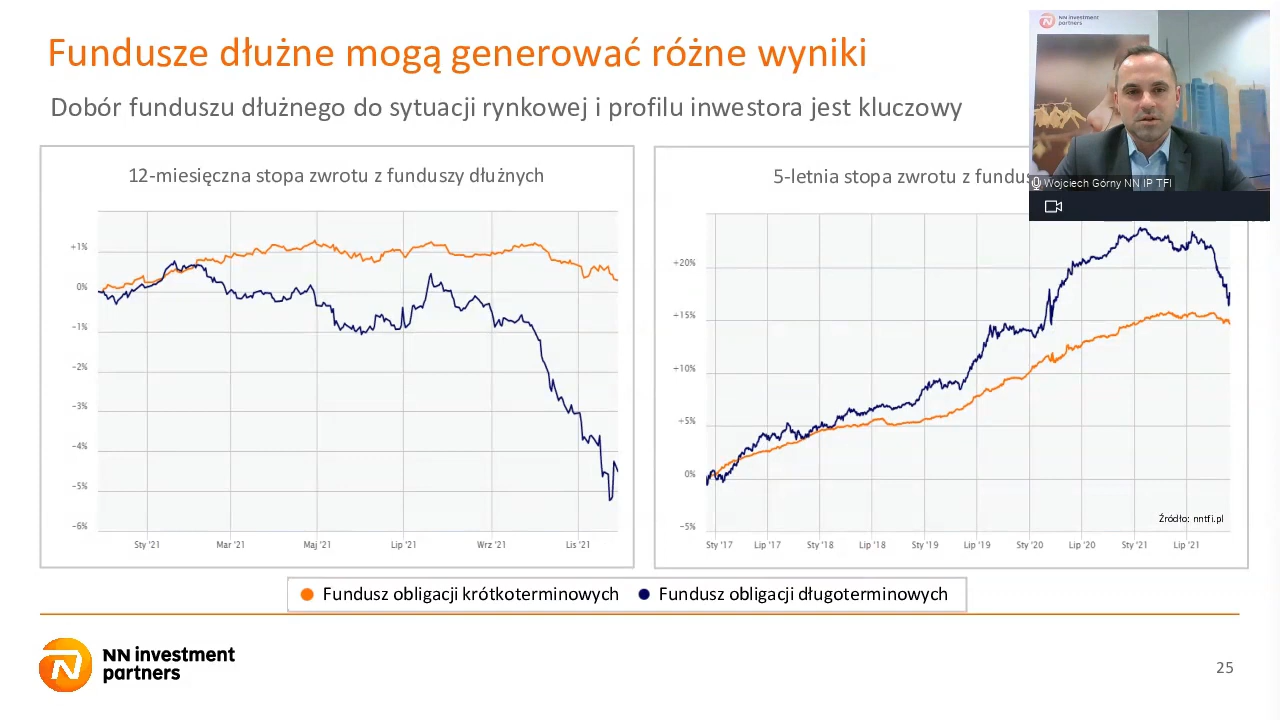 Fundusze dłużne mogą generować różne wyniki
Dobór funduszu dłużnego do sytuacji rynkowej i profilu inwestora jest kluczowy
NN investment
partners
Wojciech Górny NN IP TFI
12-miesięczna stopa zwrotu z funduszy dłużnych
+1%
0%
-1%
-2%
-3%
-4%
-5%
-6%
Sty '21 Mar '21 Maj '21 Lip '21 Wrz '21 Lis '21
5-letnia stopa zwrotu z
+20%
+15%
+10%
+5%
0%
-5%
Źródło: nntfi.pl
Sty '17 Lip '17 Sty '18 Lip '18 Sty '19 Lip '19 Sty '20 Lip '20 Sty '21 Lip '21
Fundusz obligacji krótkoterminowych Fundusz obligacji długoterminowych
NN investment
partners
25